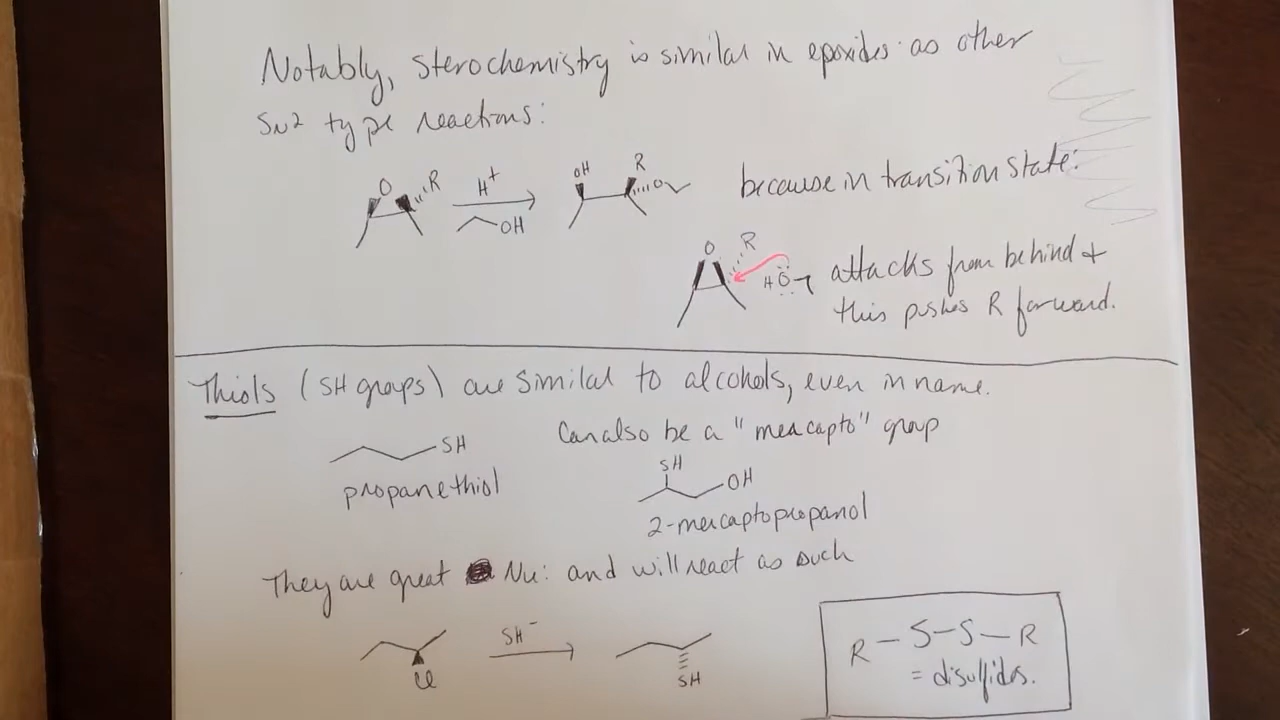 Notably, sterochemistry is similar in epoxides as other
SN2 type reactions:
O R H+ OH OH R O
because in transition state:
O R HÖ attacks from behind +
this pushes R forward.
Thiols (SH groups) are similar to alcohols, even in name.
SH Can also be a "mercapto" group
propanethiol SH OH
2-mercaptopropanol
They are great Nu: and will react as such
Cl SH⁻ SH
R-S-S-R
= disulfides.